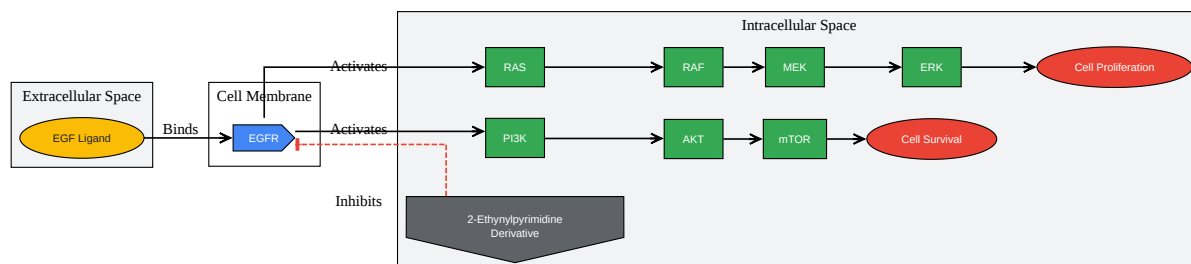 Intracellular Space
Activates
RAS
RAF
MEK
ERK
Cell Proliferation
Extracellular Space
Cell Membrane
EGF Ligand
Binds
EGFR
Activates
PI3K
AKT
mTOR
Cell Survival
Inhibits
2-Ethynylpyrimidine
Derivative